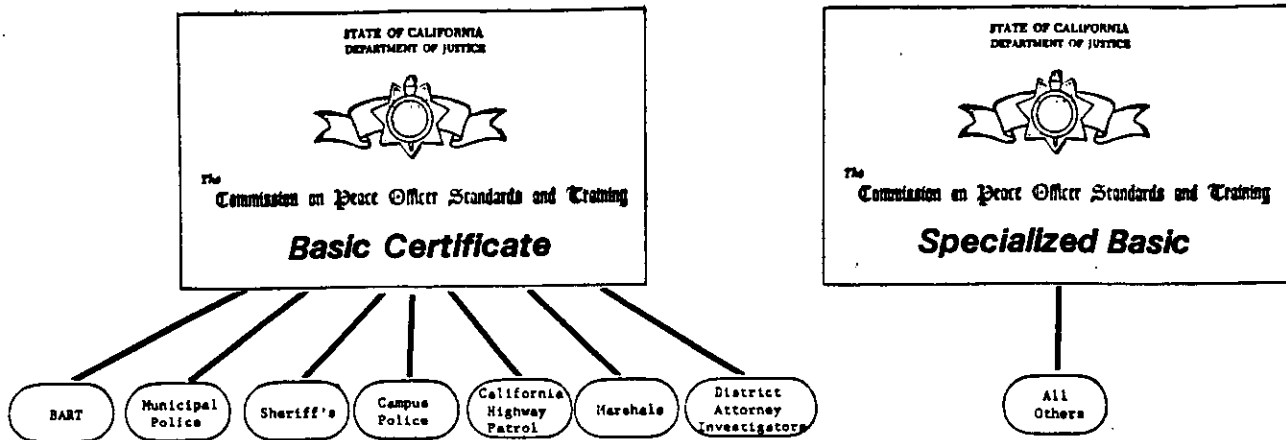 STATE OF CALIFORNIA
DEPARTMENT OF JUSTICE
The
Commission on Peace Officer Standards and Training
Basic Certificate
BART
Municipal
Police
Sheriff's
Campus
Police
California
Highway
Patrol
Marshals
District
Attorney
Investigators
STATE OF CALIFORNIA
DEPARTMENT OF JUSTICE
The
Commission on Peace Officer Standards and Training
Specialized Basic
All
Others